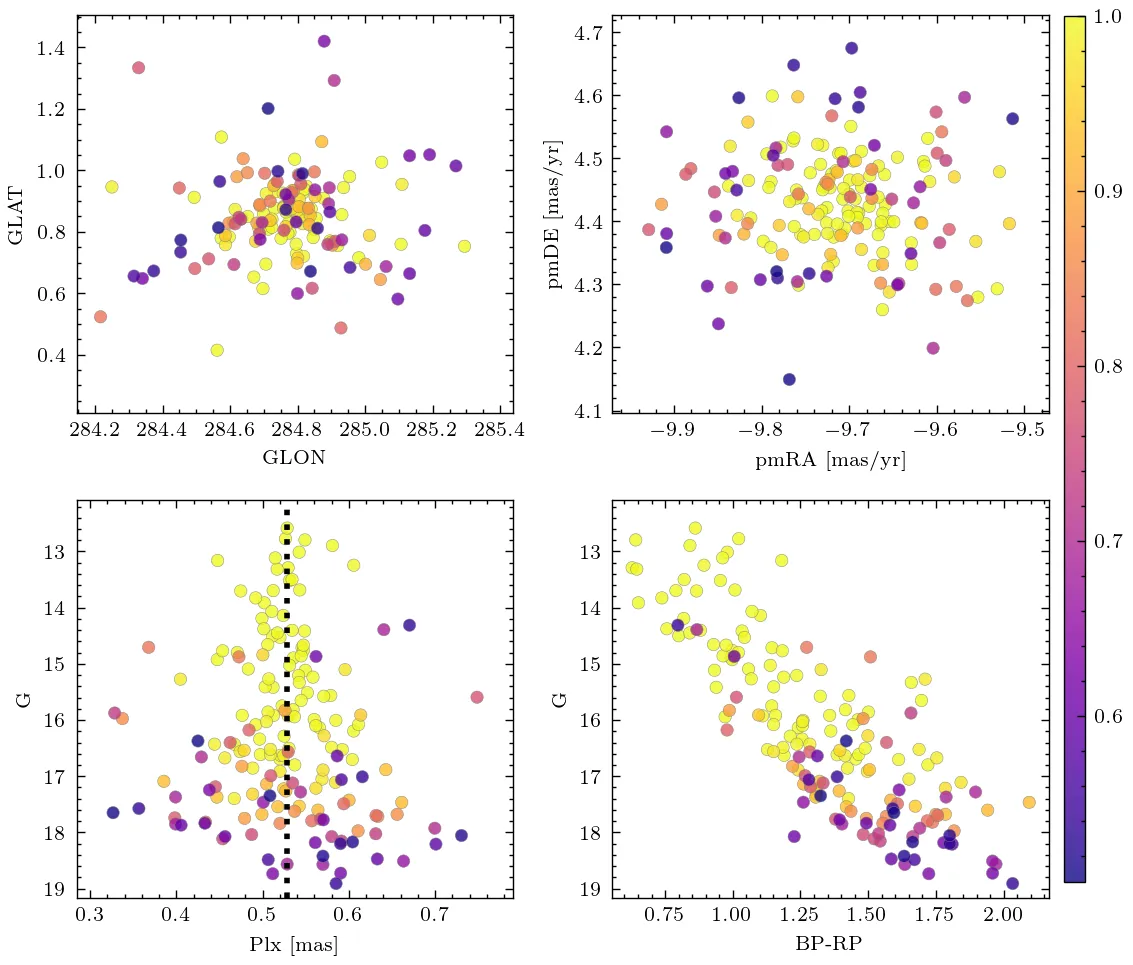 1.4
1.2
1.0
0.8
0.6
0.4
GLAT
284.2 284.4 284.6 284.8 285.0 285.2 285.4
GLON
4.7
4.6
4.5
4.4
4.3
4.2
4.1
pmDE [mas/yr]
−9.9 −9.8 −9.7 −9.6 −9.5
pmRA [mas/yr]
1.0
0.9
0.8
0.7
0.6
13
14
15
16
17
18
19
G
0.3 0.4 0.5 0.6 0.7
Plx [mas]
13
14
15
16
17
18
19
G
0.75 1.00 1.25 1.50 1.75 2.00
BP-RP